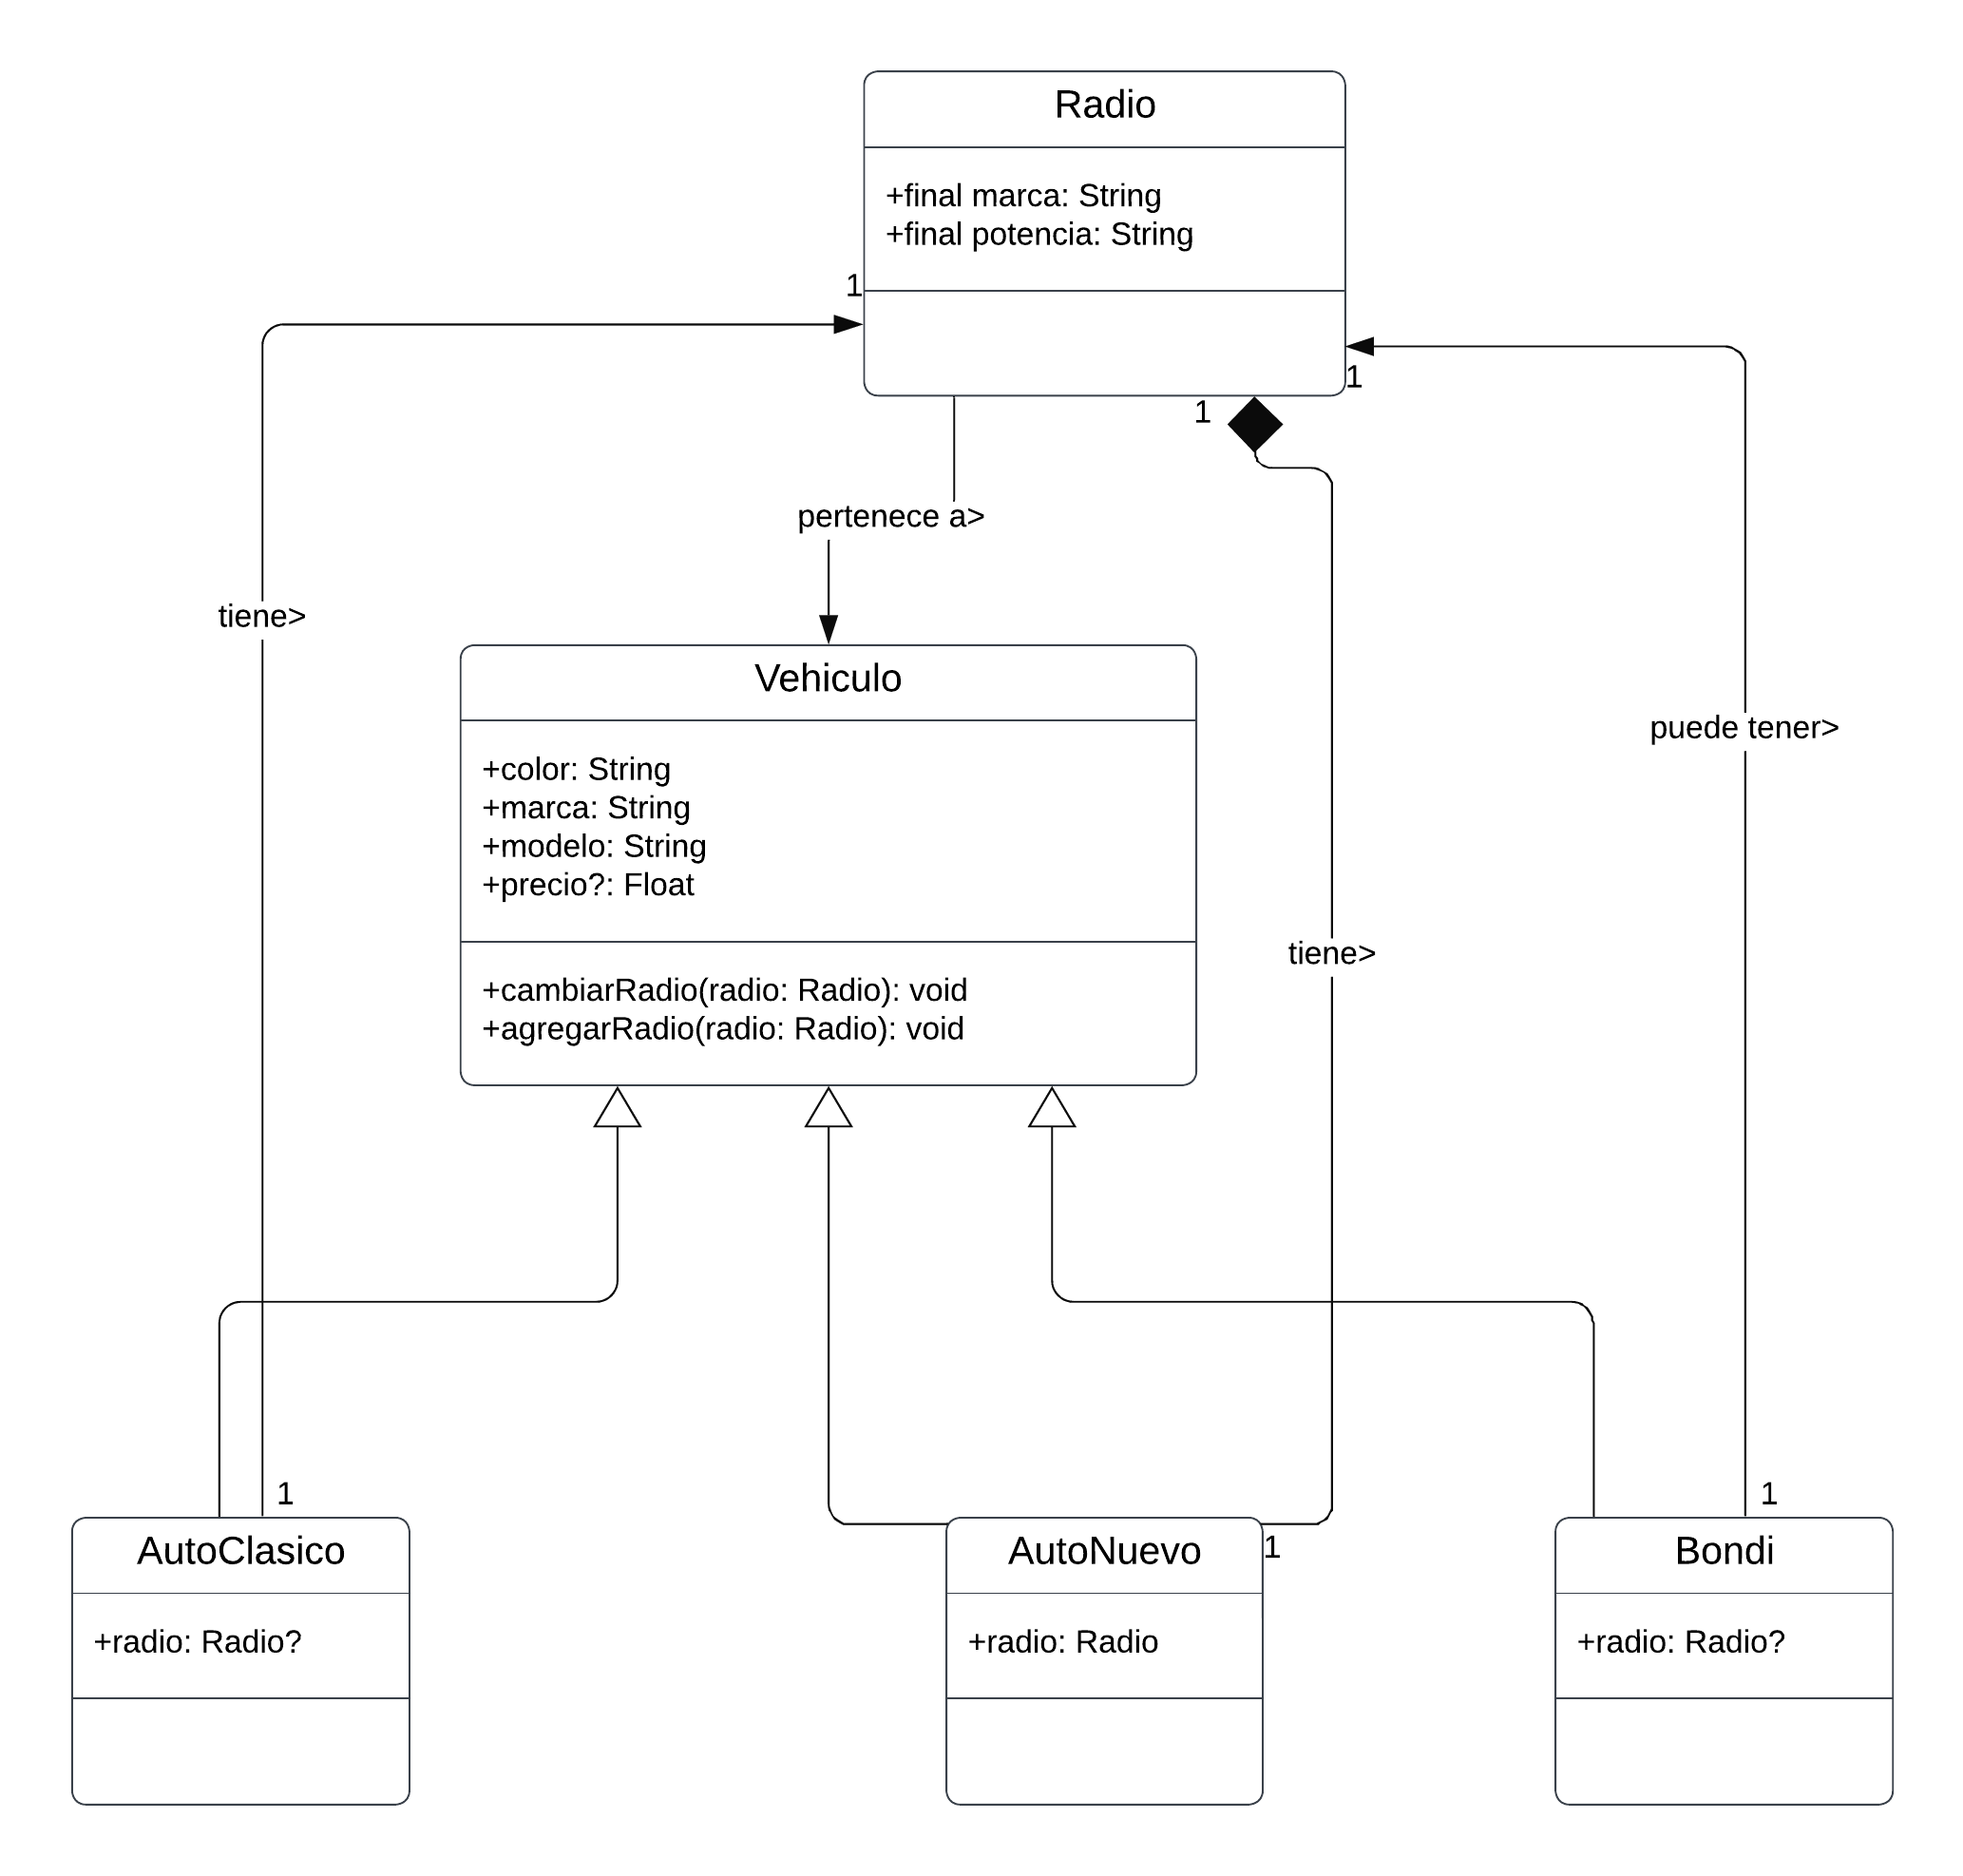 Radio
+final marca: String
+final potencia: String
1
1
1
pertenece a>
tiene>
Vehiculo
+color: String
+marca: String
+modelo: String
+precio?: Float
puede tener>
tiene>
+cambiarRadio(radio: Radio): void
+agregarRadio(radio: Radio): void
1
1
1
AutoClasico
+radio: Radio?
AutoNuevo
+radio: Radio
Bondi
+radio: Radio?